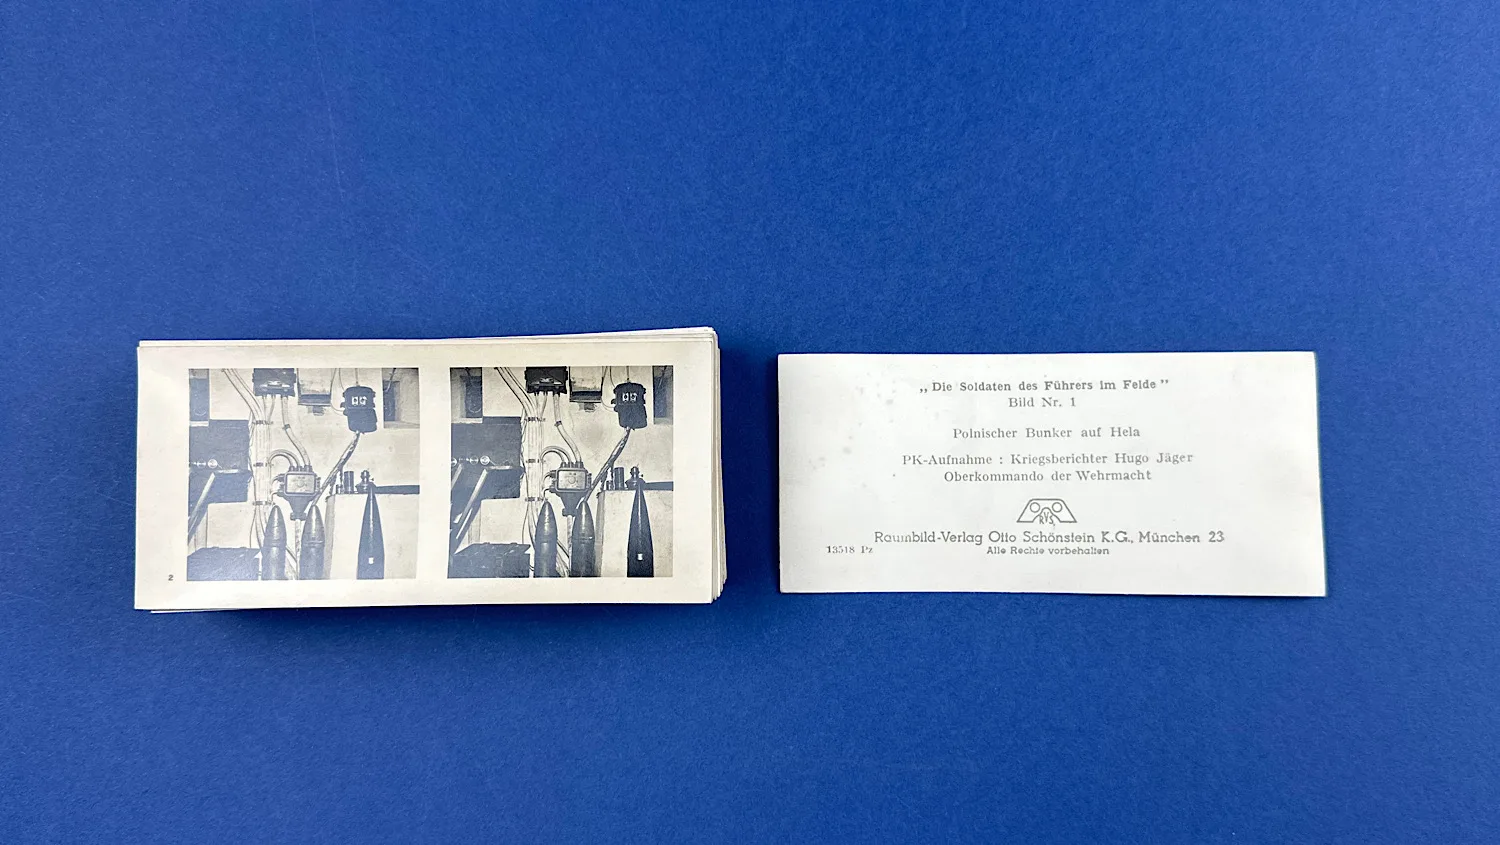 2
„Die Soldaten des Führers im Felde”
Bild Nr. 1
Polnischer Bunker auf Hela
PK-Aufnahme : Kriegsberichter Hugo Jäger
Oberkommando der Wehrmacht
RVS
Raumbild-Verlag Otto Schönstein K.G., München 23
13518 Pz
Alle Rechte vorbehalten